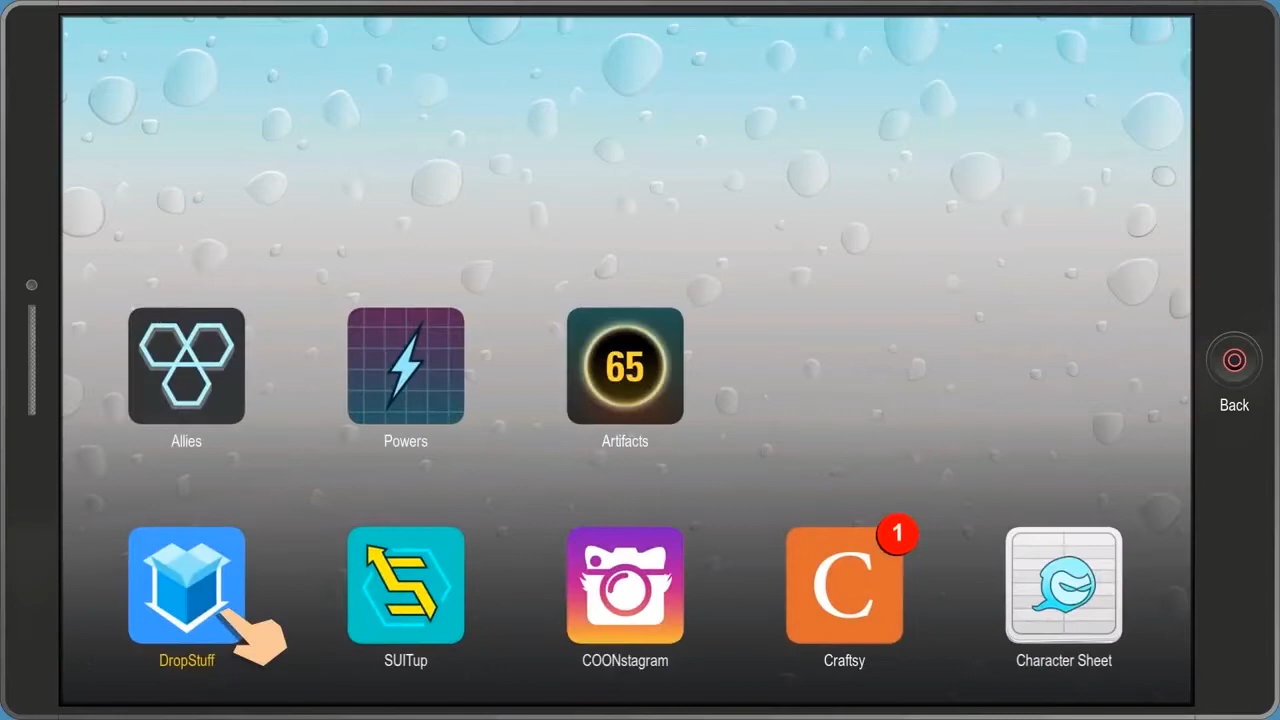 65
Allies
Powers
Artifacts
Back
C
1
DropStuff
SUITup
COONstagram
Craftsy
Character Sheet